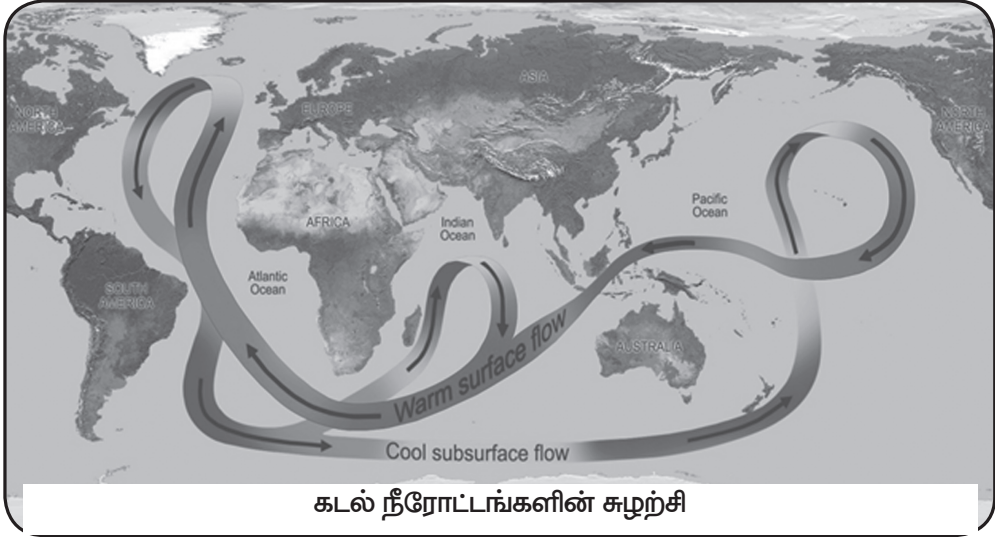 NORTH
AMERICA
EUROPE
ASIA
NORTH
AMERICA
AFRICA
Indian
Ocean
Pacific
Ocean
Atlantic
Ocean
SOUTH
AMERICA
AUSTRALIA
Warm surface flow
Cool subsurface flow
கடல் நீரோட்டங்களின் சுழற்சி